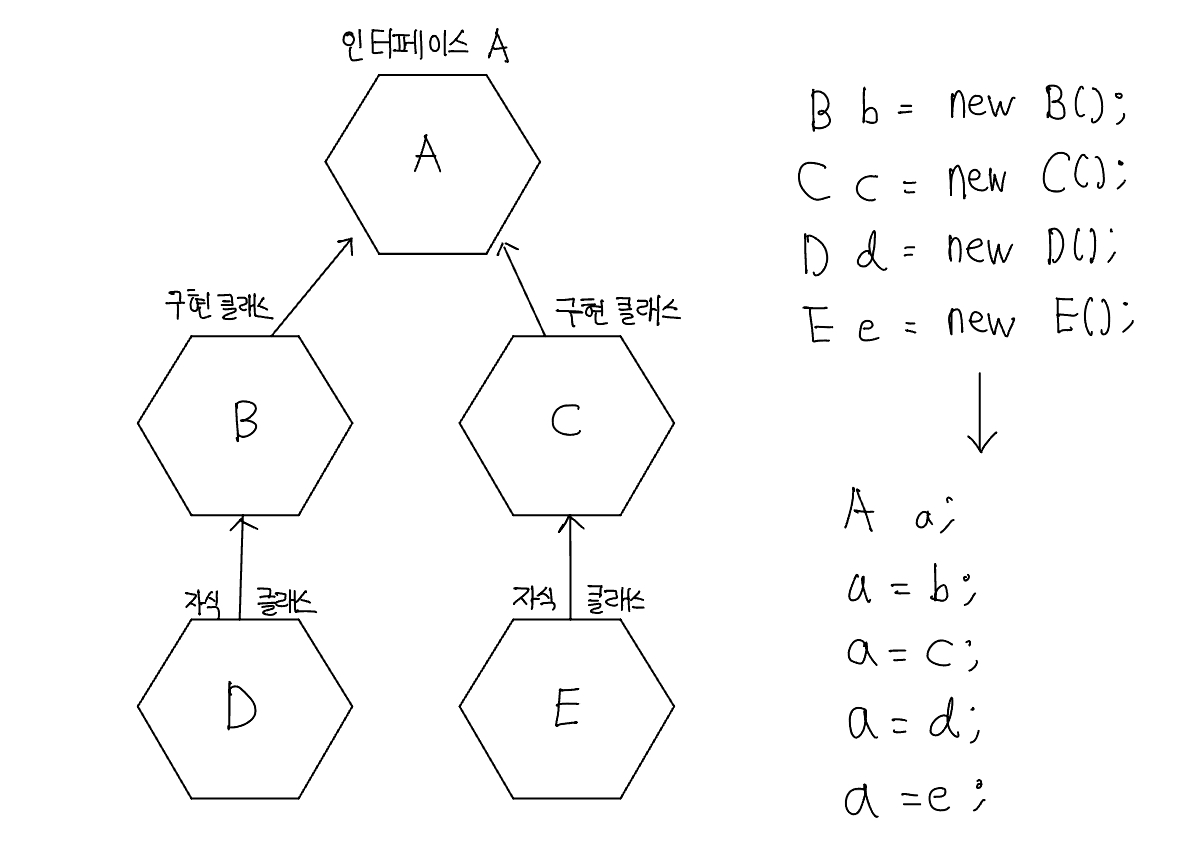 인터페이스 A
A
구현 클래스
구현 클래스
B
C
자식 클래스
자식 클래스
D
E
B b = new B();
C c = new C();
D d = new D();
E e = new E();
A a;
a = b;
a = c;
a = d;
a = e;